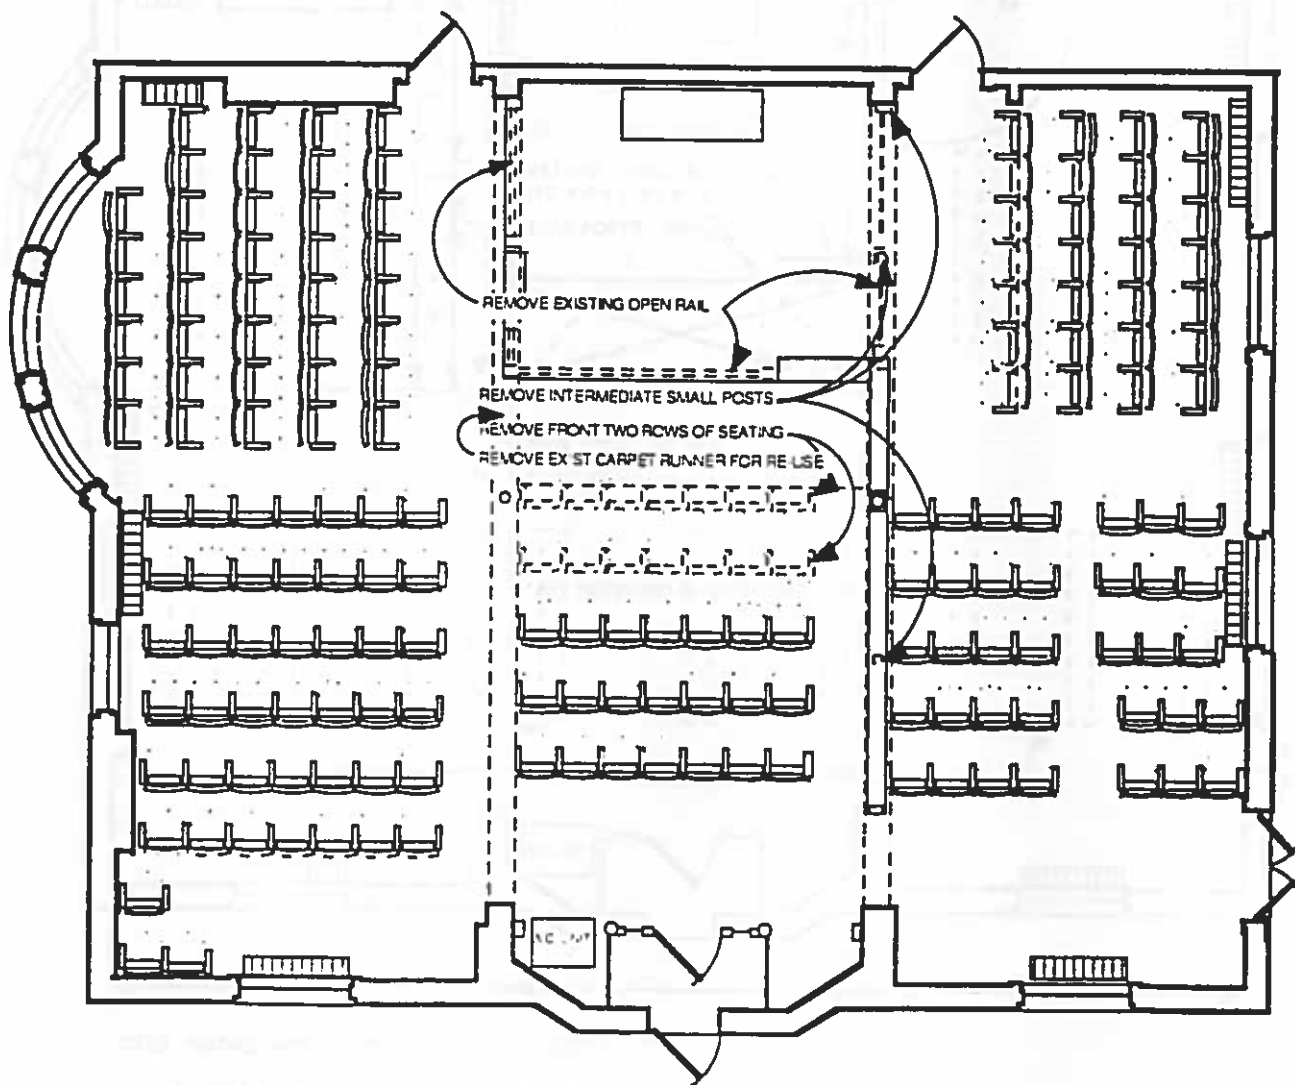 REMOVE EXISTING OPEN RAIL
REMOVE INTERMEDIATE SMALL POSTS
REMOVE FRONT TWO ROWS OF SEATING
REMOVE EXIST CARPET RUNNER FOR RE-USE